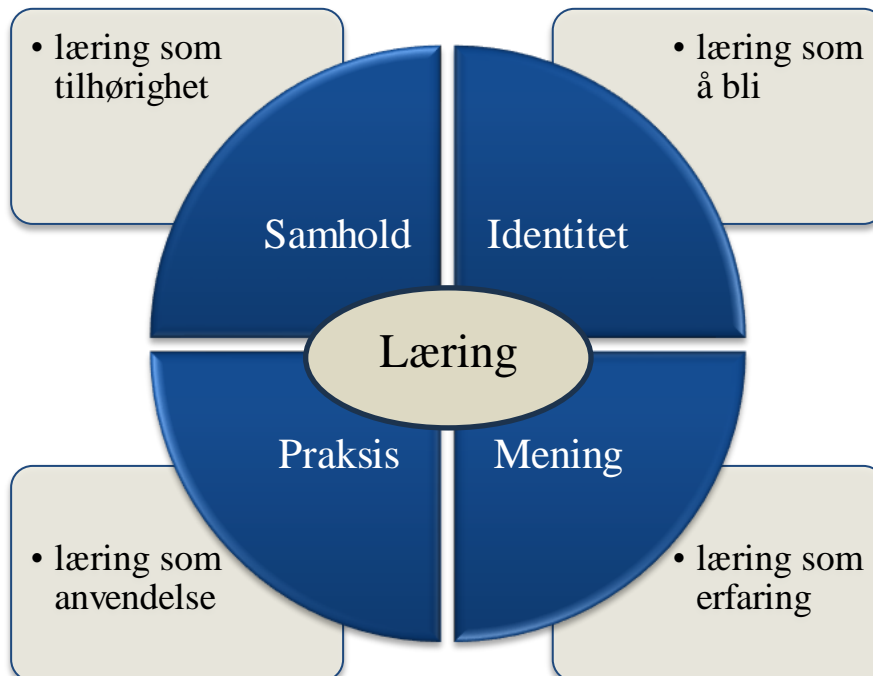 • læring som
tilhørighet
• læring som
å bli
Samhold
Identitet
Læring
Praksis
Mening
• læring som
anvendelse
• læring som
erfaring